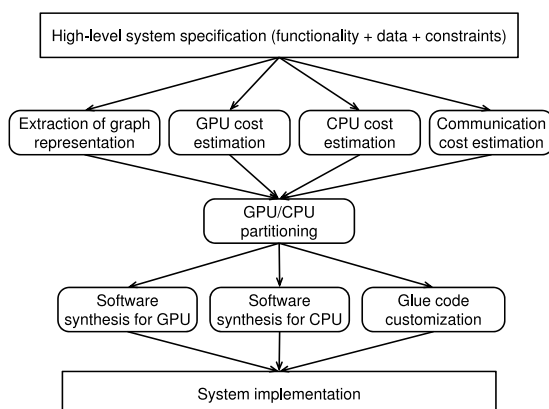 High-level system specification (functionality + data + constraints)
Extraction of graph
representation
GPU cost
estimation
CPU cost
estimation
Communication
cost estimation
GPU/CPU
partitioning
Software
synthesis for GPU
Software
synthesis for CPU
Glue code
customization
System implementation